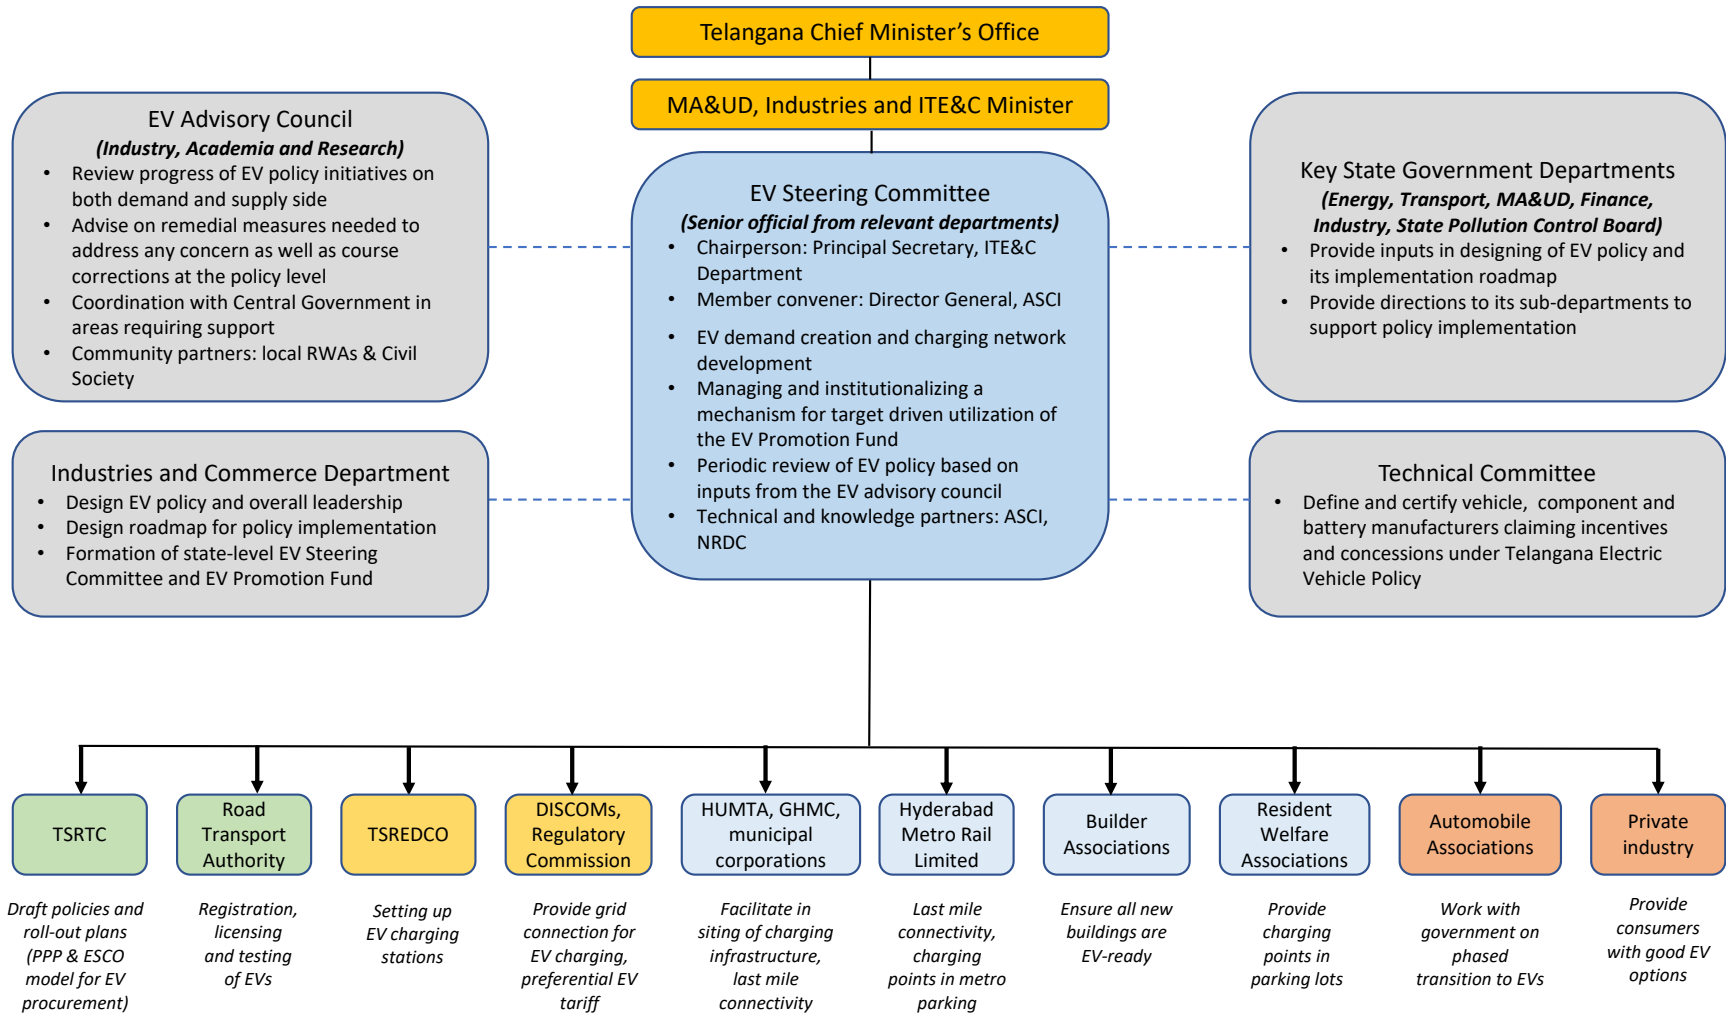 Telangana Chief Minister’s Office
MA&UD, Industries and ITE&C Minister
EV Advisory Council
(Industry, Academia and Research)
• Review progress of EV policy initiatives on
both demand and supply side
• Advise on remedial measures needed to
address any concern as well as course
corrections at the policy level
• Coordination with Central Government in
areas requiring support
• Community partners: local RWAs & Civil
Society
EV Steering Committee
(Senior official from relevant departments)
• Chairperson: Principal Secretary, ITE&C
Department
• Member convener: Director General, ASCI
• EV demand creation and charging network
development
• Managing and institutionalizing a
mechanism for target driven utilization of
the EV Promotion Fund
• Periodic review of EV policy based on
inputs from the EV advisory council
• Technical and knowledge partners: ASCI,
NRDC
Key State Government Departments
(Energy, Transport, MA&UD, Finance,
Industry, State Pollution Control Board)
• Provide inputs in designing of EV policy and
its implementation roadmap
• Provide directions to its sub-departments to
support policy implementation
Industries and Commerce Department
• Design EV policy and overall leadership
• Design roadmap for policy implementation
• Formation of state-level EV Steering
Committee and EV Promotion Fund
Technical Committee
• Define and certify vehicle, component and
battery manufacturers claiming incentives
and concessions under Telangana Electric
Vehicle Policy
TSRTC
Road
Transport
Authority
TSREDCO
DISCOMs,
Regulatory
Commission
HUMTA, GHMC,
municipal
corporations
Hyderabad
Metro Rail
Limited
Builder
Associations
Resident
Welfare
Associations
Automobile
Associations
Private
industry
Draft policies and
roll-out plans
(PPP & ESCO
model for EV
procurement)
Registration,
licensing
and testing
of EVs
Setting up
EV charging
stations
Provide grid
connection for
EV charging,
preferential EV
tariff
Facilitate in
siting of charging
infrastructure,
last mile
connectivity
Last mile
connectivity,
charging
points in metro
parking
Ensure all new
buildings are
EV-ready
Provide
charging
points in
parking lots
Work with
government on
phased
transition to EVs
Provide
consumers
with good EV
options